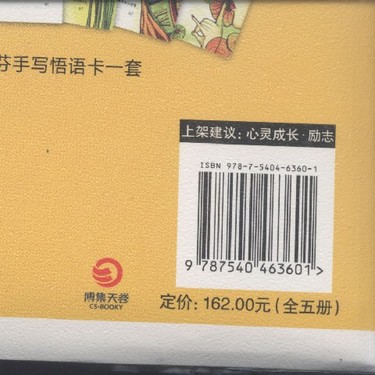 芬手写悟语卡一套
上架建议：心灵成长·励志
ISBN 978-7-5404-6360-1
9 787540 463601 >
博集天卷
CS-BOOKY
定价：162.00元（全五册）